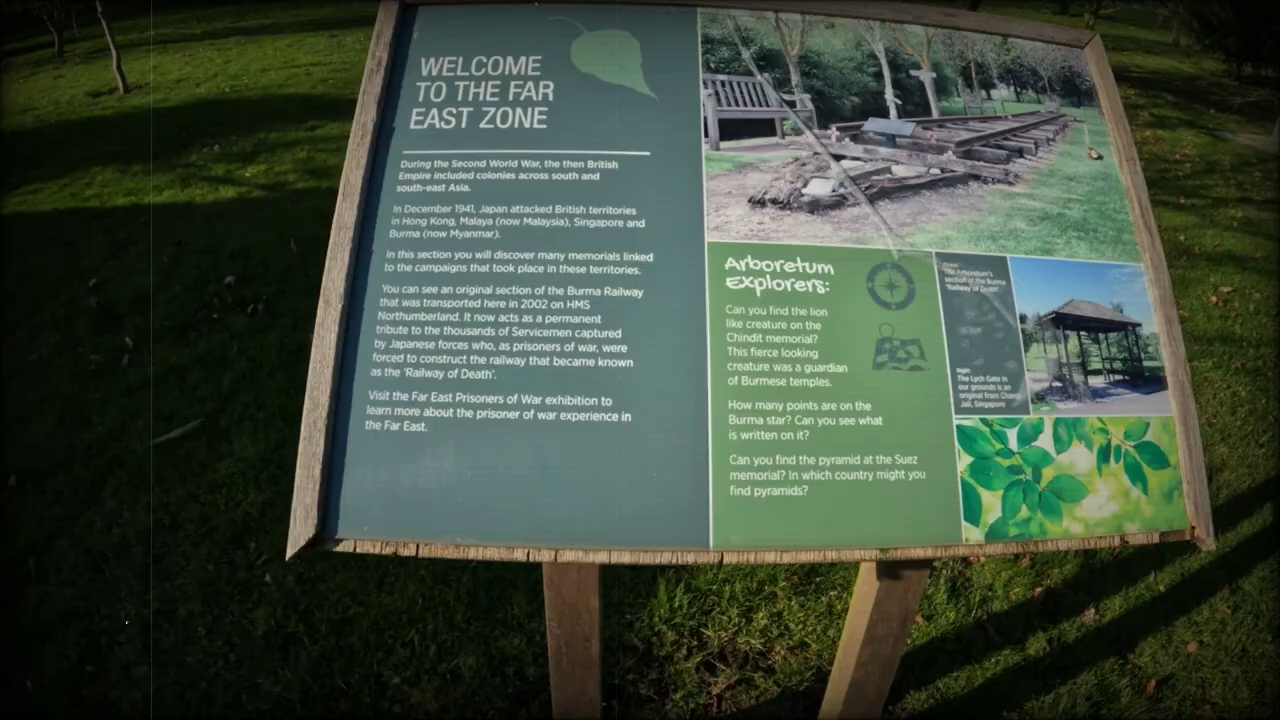 WELCOME
TO THE FAR
EAST ZONE
During the Second World War, the then British
Empire included colonies across south and
south-east Asia.
In December 1941, Japan attacked British territories
in Hong Kong, Malaya (now Malaysia), Singapore and
Burma (now Myanmar).
In this section you will discover many memorials linked
to the campaigns that took place in these territories.
You can see an original section of the Burma Railway
that was transported here in 2002 on HMS
Northumberland. It now acts as a permanent
tribute to the thousands of Servicemen captured
by Japanese forces who, as prisoners of war, were
forced to construct the railway that became known
as the 'Railway of Death'.
Visit the Far East Prisoners of War exhibition to
learn more about the prisoner of war experience in
the Far East.
Arboretum
Explorers:
Can you find the lion
like creature on the
Chindit memorial?
This fierce looking
creature was a guardian
of Burmese temples.
How many points are on the
Burma star? Can you see what
is written on it?
Can you find the pyramid at the Suez
memorial? In which country might you
find pyramids?
The Arboretum's
section of the Burma
'Railway of Death'
Right:
The Lych Gate in
our grounds is an
original from Changi
Jail, Singapore